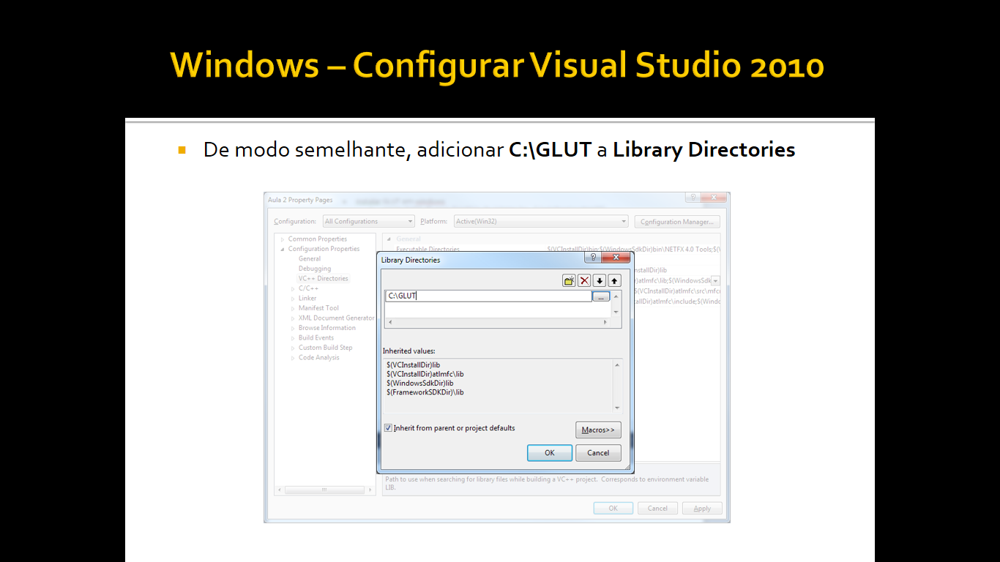 Windows – Configurar Visual Studio 2010
De modo semelhante, adicionar C:\GLUT a Library Directories
Aula 2 Property Pages
Configuration: All Configurations Platform: Active(Win32) Configuration Manager...
Common Properties
Configuration Properties
General
Debugging
VC++ Directories
C/C++
Linker
Manifest Tool
XML Document Generator
Browse Information
Build Events
Custom Build Step
Code Analysis
General
Executable Directories $(VCInstallDir)bin;$(WindowsSdkDir)bin\NETFX 4.0 Tools;$(
nstallDir)lib
)atlmfc\lib;$(WindowsSdk
$(VCInstallDir)atlmfc\src\mfc
allDir)atlmfc\include;$(Windo
Library Directories
C:\GLUT
...
Inherited values:
$(VCInstallDir)lib
$(VCInstallDir)atlmfc\lib
$(WindowsSdkDir)lib
$(FrameworkSDKDir)\lib
Inherit from parent or project defaults
Macros>>
OK Cancel
Path to use when searching for library files while building a VC++ project. Corresponds to environment variable
LIB.
OK Cancel Apply